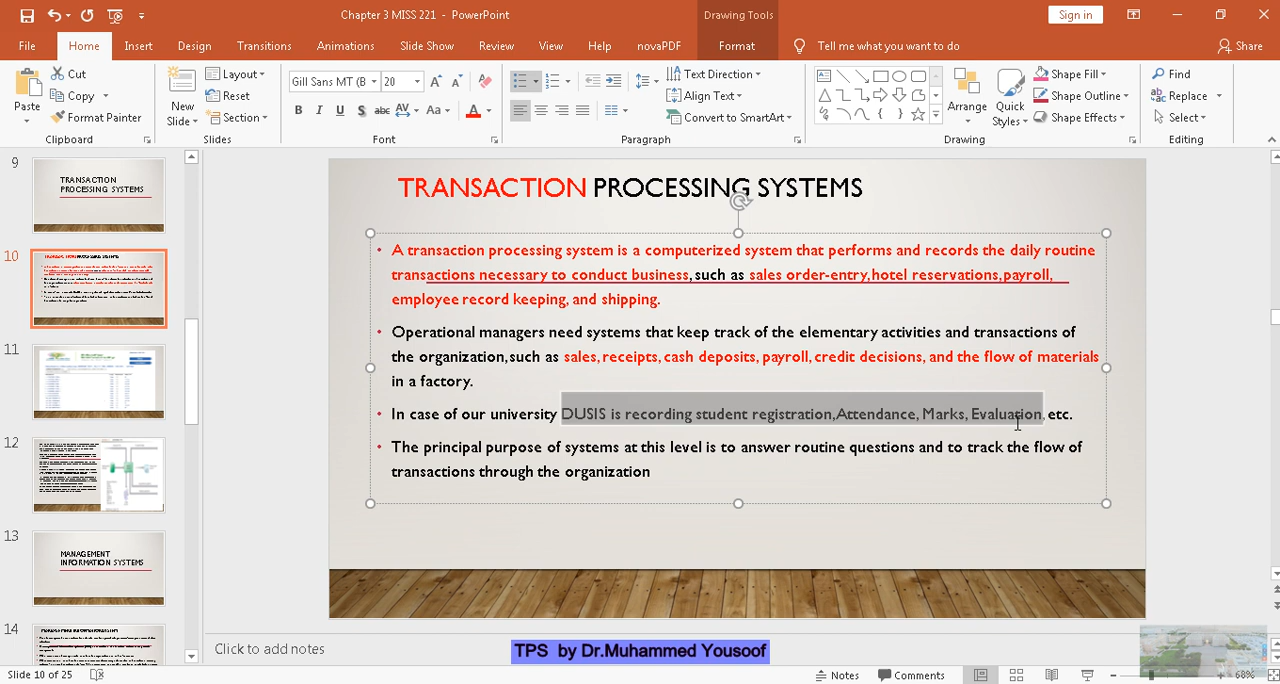 Chapter 3 MISS 221 - PowerPoint
Drawing Tools
Sign in
File Home Insert Design Transitions Animations Slide Show Review View Help novaPDF Format Tell me what you want to do Share
Paste
Cut
Copy
Format Painter
Clipboard
New Slide
Layout
Reset
Section
Slides
Gill Sans MT (B 20
B I U S abc AV Aa A
Font
Text Direction
Align Text
Convert to SmartArt
Paragraph
Arrange
Quick Styles
Shape Fill
Shape Outline
Shape Effects
Drawing
Find
Replace
Select
Editing
9
TRANSACTION
PROCESSING SYSTEMS
10
11
12
13
MANAGEMENT
INFORMATION SYSTEMS
14
TRANSACTION PROCESSING SYSTEMS
• A transaction processing system is a computerized system that performs and records the daily routine
transactions necessary to conduct business, such as sales order-entry, hotel reservations, payroll,
employee record keeping, and shipping.
• Operational managers need systems that keep track of the elementary activities and transactions of
the organization, such as sales, receipts, cash deposits, payroll, credit decisions, and the flow of materials
in a factory.
• In case of our university DUSIS is recording student registration, Attendance, Marks, Evaluation, etc.
• The principal purpose of systems at this level is to answer routine questions and to track the flow of
transactions through the organization
Click to add notes
TPS by Dr.Muhammed Yousoof
Slide 10 of 25
Notes
Comments
68%